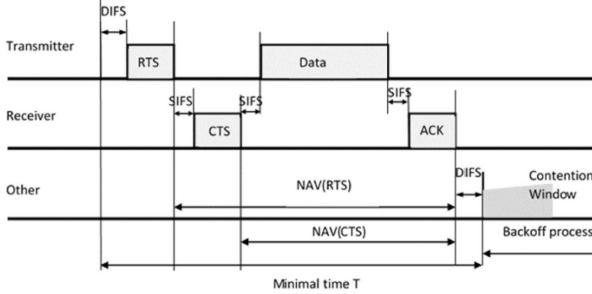 DIFS
Transmitter
RTS
Data
SIFS
SIFS
SIFS
Receiver
CTS
ACK
DIFS
Contention
Window
Other
NAV(RTS)
NAV(CTS)
Backoff process
Minimal time T